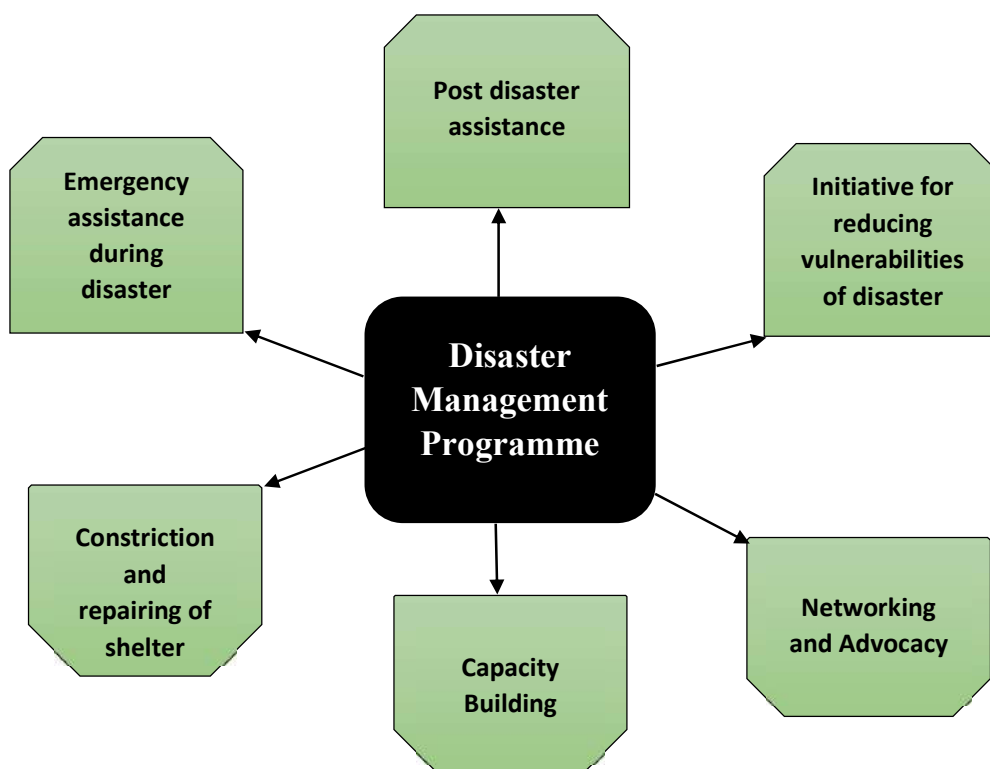 Post disaster
assistance
Emergency
assistance
during
disaster
Initiative for
reducing
vulnerabilities
of disaster
Disaster
Management
Programme
Constriction
and
repairing of
shelter
Capacity
Building
Networking
and Advocacy